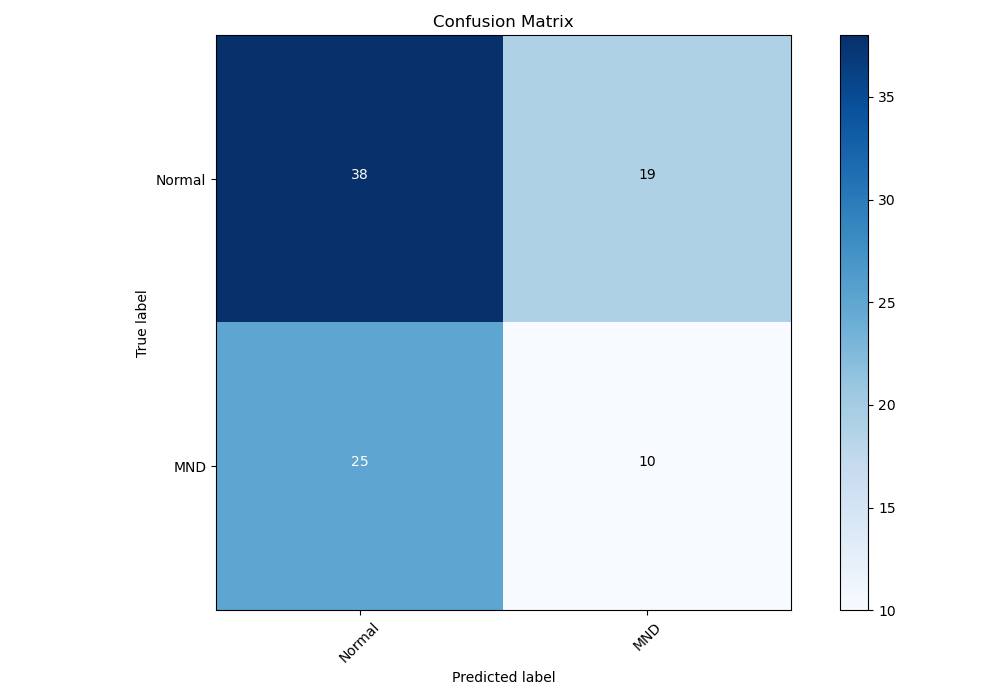 Confusion Matrix
True label
Normal
MND
38
19
25
10
Normal
MND
Predicted label
35
30
25
20
15
10